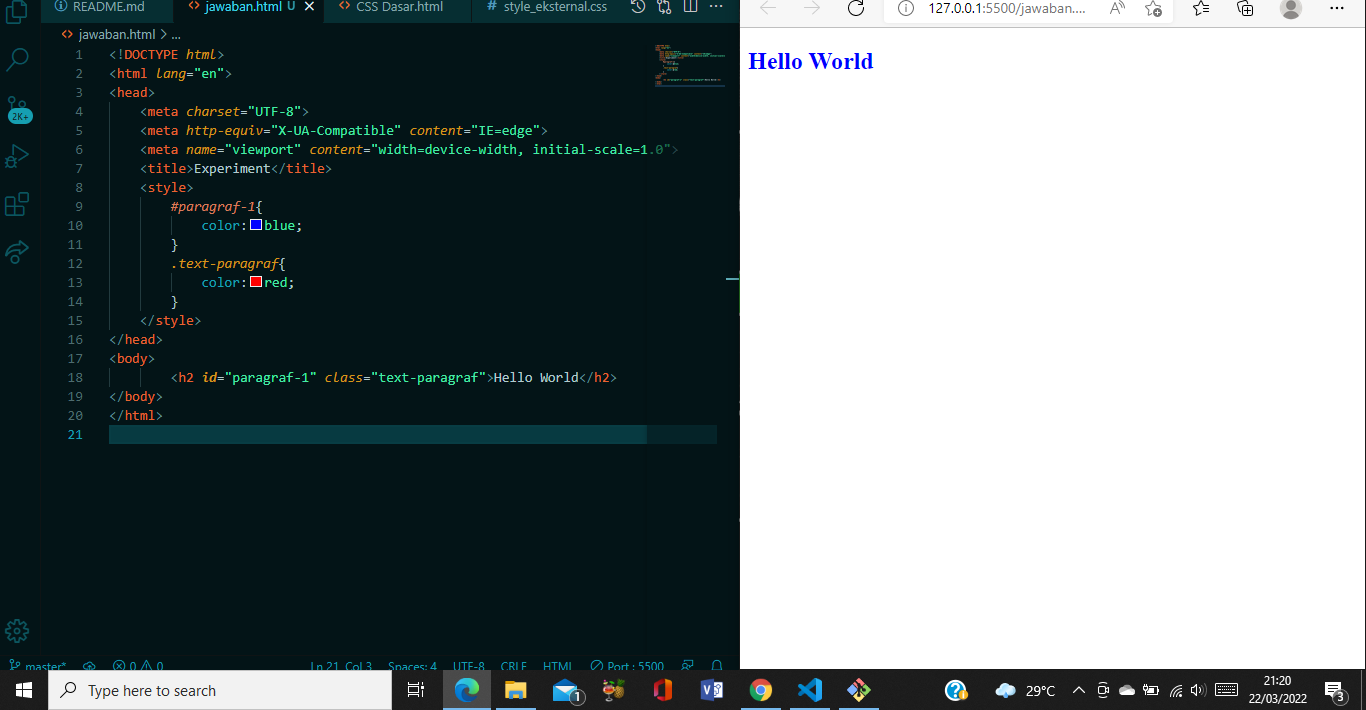 README.md jawaban.html U CSS Dasar.html # style_eksternal.css
127.0.0.1:5500/jawaban....
jawaban.html > ...
2K+
1 <!DOCTYPE html>
2 <html lang="en">
3 <head>
4 <meta charset="UTF-8">
5 <meta http-equiv="X-UA-Compatible" content="IE=edge">
6 <meta name="viewport" content="width=device-width, initial-scale=1.0">
7 <title>Experiment</title>
8 <style>
9 #paragraf-1{
10 color:blue;
11 }
12 .text-paragraf{
13 color:red;
14 }
15 </style>
16 </head>
17 <body>
18 <h2 id="paragraf-1" class="text-paragraf">Hello World</h2>
19 </body>
20 </html>
21
Hello World
master* 0 0 Ln 21, Col 3 Spaces: 4 UTF-8 CRLF HTML Port : 5500
Type here to search 1 29°C 21:20
22/03/2022
3